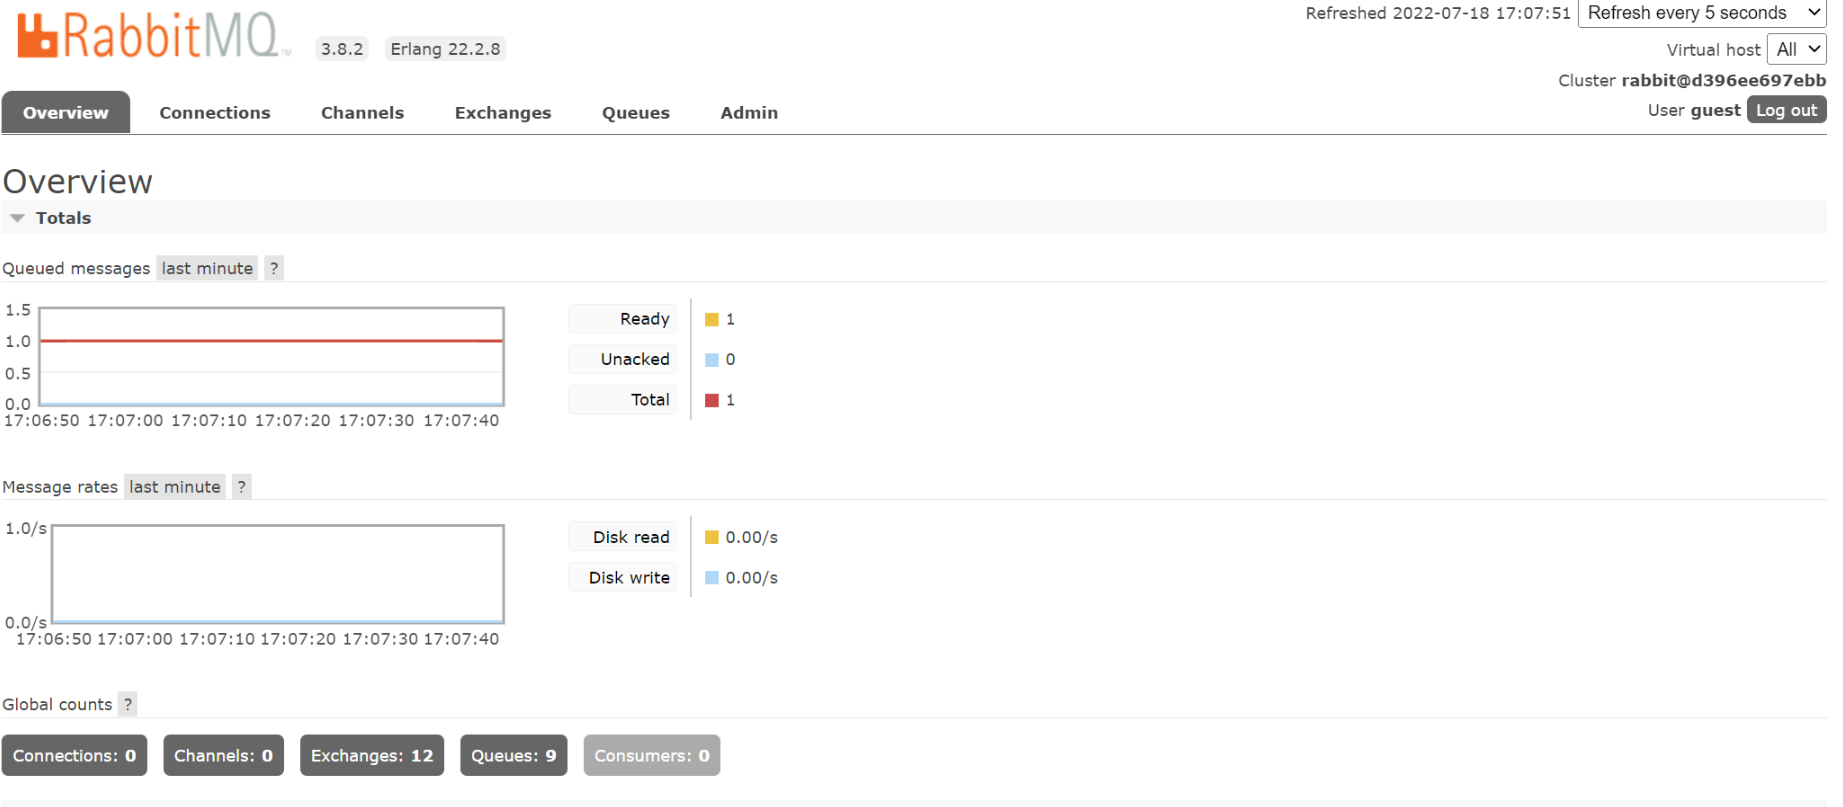 RabbitMQ TM 3.8.2 Erlang 22.2.8
Refreshed 2022-07-18 17:07:51 Refresh every 5 seconds
Virtual host All
Cluster rabbit@d396ee697ebb
User guest Log out
Overview Connections Channels Exchanges Queues Admin
Overview
Totals
Queued messages last minute ?
1.5
1.0
0.5
0.0
17:06:50 17:07:00 17:07:10 17:07:20 17:07:30 17:07:40
Ready 1
Unacked 0
Total 1
Message rates last minute ?
1.0/s
0.0/s
17:06:50 17:07:00 17:07:10 17:07:20 17:07:30 17:07:40
Disk read 0.00/s
Disk write 0.00/s
Global counts ?
Connections: 0 Channels: 0 Exchanges: 12 Queues: 9 Consumers: 0